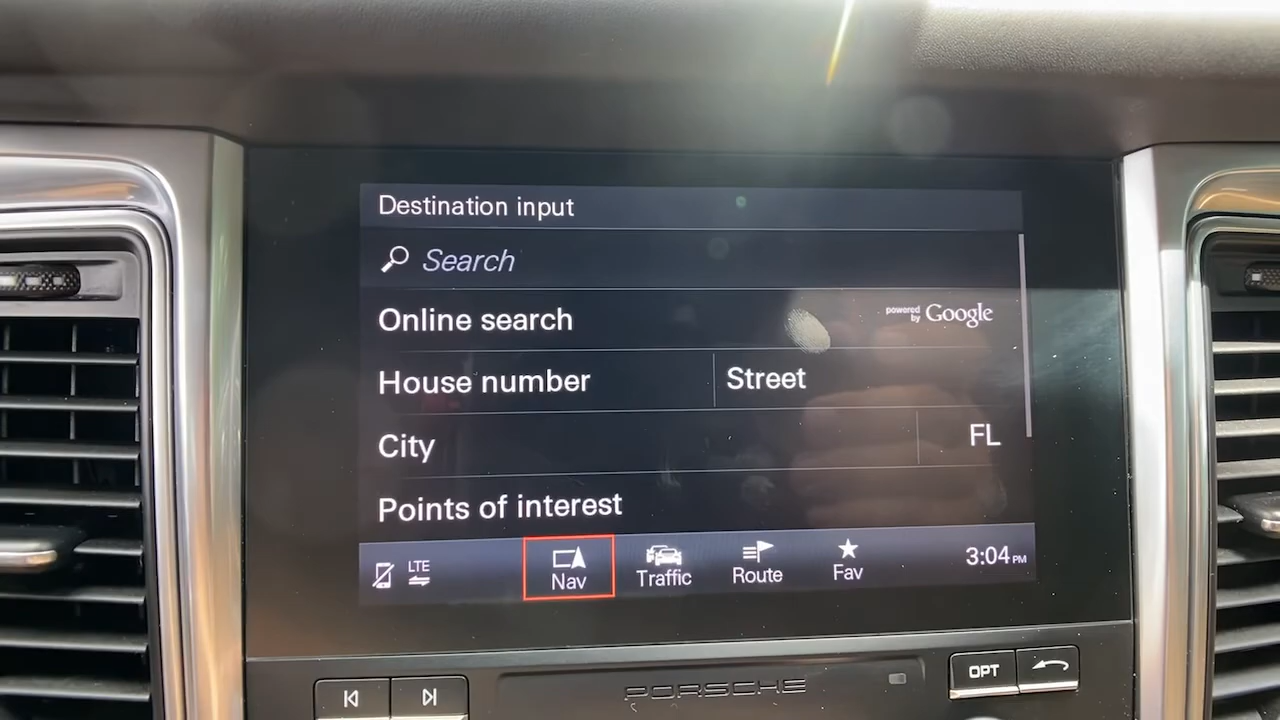 Destination input
Search
Online search powered by Google
House number Street
City FL
Points of interest
LTE Nav Traffic Route Fav 3:04 PM
PORSCHE OPT